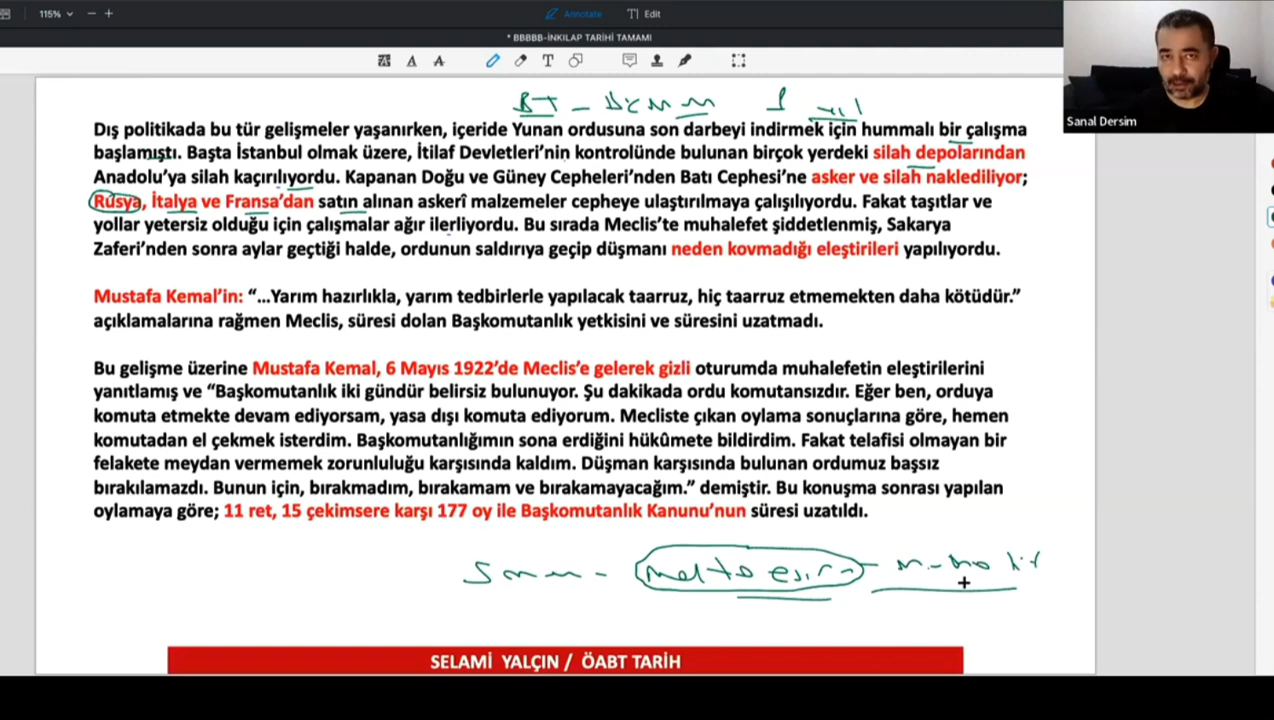 115%
Annotate
Edit
* BBBBB-İNKILAP TARİHİ TAMAMI
Sanal Dersim
BT - 1 yıl
Dış politikada bu tür gelişmeler yaşanırken, içeride Yunan ordusuna son darbeyi indirmek için hummalı bir çalışma
başlamıştı. Başta İstanbul olmak üzere, İtilaf Devletleri’nin kontrolünde bulunan birçok yerdeki silah depolarından
Anadolu’ya silah kaçırılıyordu. Kapanan Doğu ve Güney Cepheleri’nden Batı Cephesi’ne asker ve silah naklediliyor;
Rusya, İtalya ve Fransa’dan satın alınan askerî malzemeler cepheye ulaştırılmaya çalışılıyordu. Fakat taşıtlar ve
yollar yetersiz olduğu için çalışmalar ağır ilerliyordu. Bu sırada Meclis’te muhalefet şiddetlenmiş, Sakarya
Zaferi’nden sonra aylar geçtiği halde, ordunun saldırıya geçip düşmanı neden kovmadığı eleştirileri yapılıyordu.
Mustafa Kemal’in: “…Yarım hazırlıkla, yarım tedbirlerle yapılacak taarruz, hiç taarruz etmemekten daha kötüdür.”
açıklamalarına rağmen Meclis, süresi dolan Başkomutanlık yetkisini ve süresini uzatmadı.
Bu gelişme üzerine Mustafa Kemal, 6 Mayıs 1922’de Meclis’e gelerek gizli oturumda muhalefetin eleştirilerini
yanıtlamış ve “Başkomutanlık iki gündür belirsiz bulunuyor. Şu dakikada ordu komutansızdır. Eğer ben, orduya
komuta etmekte devam ediyorsam, yasa dışı komuta ediyorum. Mecliste çıkan oylama sonuçlarına göre, hemen
komutadan el çekmek isterdim. Başkomutanlığımın sona erdiğini hükûmete bildirdim. Fakat telafisi olmayan bir
felakete meydan vermemek zorunluluğu karşısında kaldım. Düşman karşısında bulunan ordumuz başsız
bırakılamazdı. Bunun için, bırakmadım, bırakamam ve bırakamayacağım.” demiştir. Bu konuşma sonrası yapılan
oylamaya göre; 11 ret, 15 çekimsere karşı 177 oy ile Başkomutanlık Kanunu’nun süresi uzatıldı.
SELAMİ YALÇIN / ÖABT TARİH